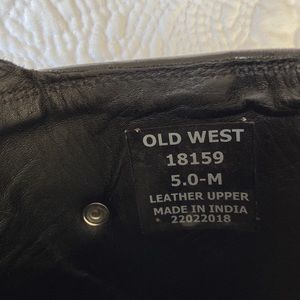 OLD WEST
18159
5.0-M
LEATHER UPPER
MADE IN INDIA
22022018